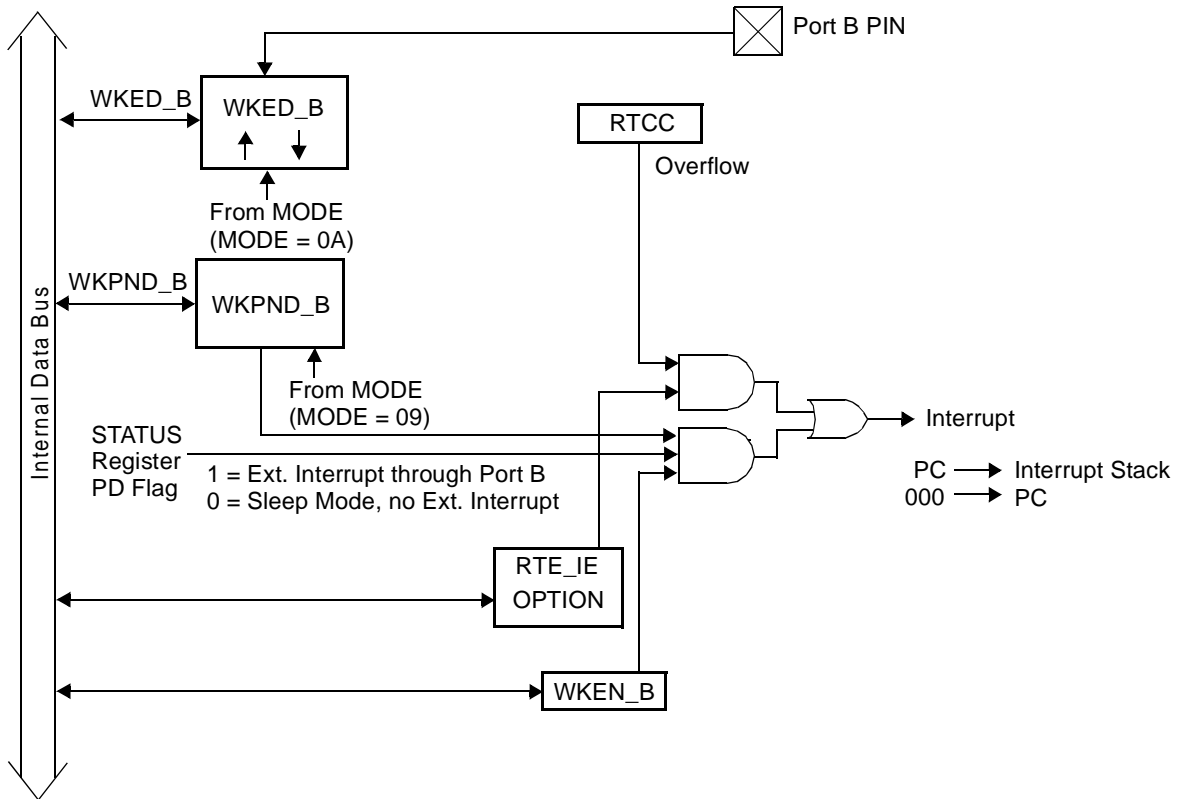 Port B PIN
WKED_B
WKED_B
RTCC
Overflow
From MODE
(MODE = 0A)
WKPND_B
WKPND_B
Internal Data Bus
From MODE
(MODE = 09)
Interrupt
STATUS
Register
PD Flag
1 = Ext. Interrupt through Port B
0 = Sleep Mode, no Ext. Interrupt
PC Interrupt Stack
000 PC
RTE_IE
OPTION
WKEN_B